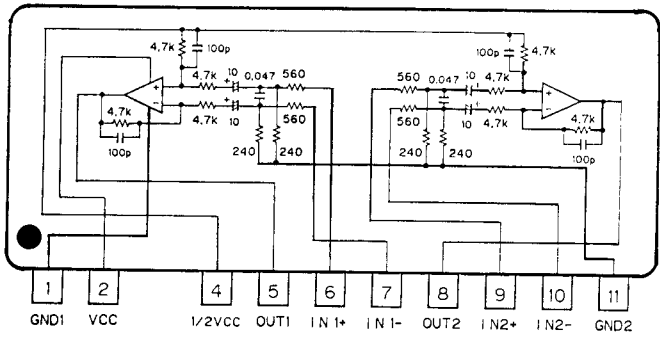 4.7k 100p 100p 4.7k
4.7k 10 0.047 560 560 0.047 10 4.7k
+ + +
- + + -
4.7k 4.7k 10 560 560 10 4.7k 4.7k
100p 240 240 240 240 100p
1 2 4 5 6 7 8 9 10 11
GND1 VCC 1/2VCC OUT1 IN1+ IN1- OUT2 IN2+ IN2- GND2